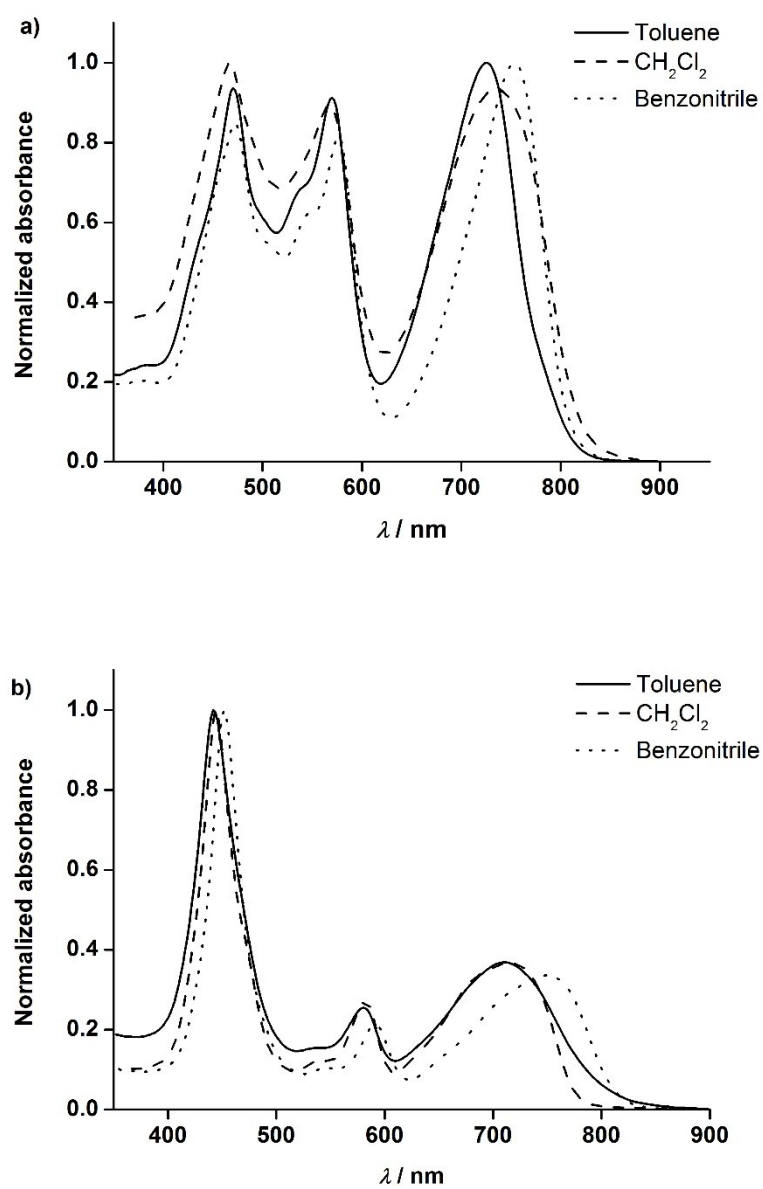 a)
Toluene
CH₂Cl₂
Benzonitrile
Normalized absorbance
1.0
0.8
0.6
0.4
0.2
0.0
400 500 600 700 800 900
λ / nm
b)
Toluene
CH₂Cl₂
Benzonitrile
Normalized absorbance
1.0
0.8
0.6
0.4
0.2
0.0
400 500 600 700 800 900
λ / nm